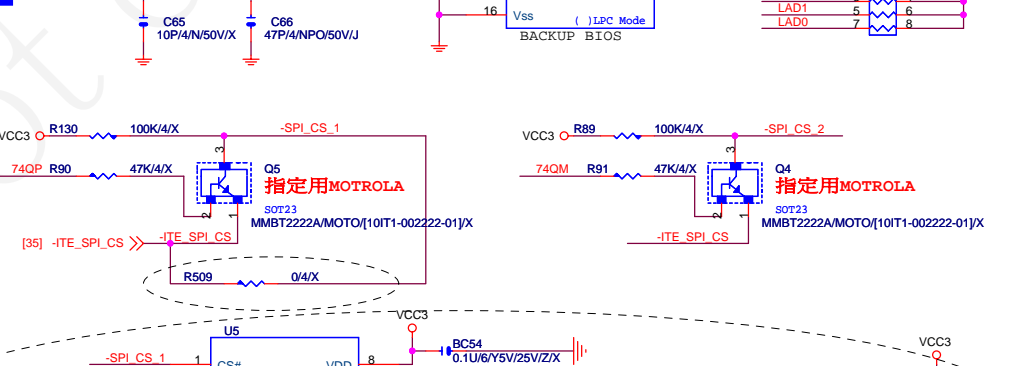 C65
10P/4/N/50V/X
C66
47P/4/NPO/50V/J
16 Vss
( )LPC Mode
BACKUP BIOS
LAD1 5 6
LAD0 7 8
VCC3 R130 100K/4/X -SPI_CS_1
3
74QP R90 47K/4/X Q5
指定用MOTROLA
SOT23
2 1 MMBT2222A/MOTO/[10IT1-002222-01]/X
[35] -ITE_SPI_CS -ITE_SPI_CS
R509 0/4/X
VCC3 R89 100K/4/X -SPI_CS_2
3
74QM R91 47K/4/X Q4
指定用MOTROLA
SOT23
2 1 MMBT2222A/MOTO/[10IT1-002222-01]/X
-ITE_SPI_CS
U5
VCC3
BC54
0.1U/6/Y5V/25V/Z/X
-SPI_CS_1 1 CS# VDD 8
VCC3